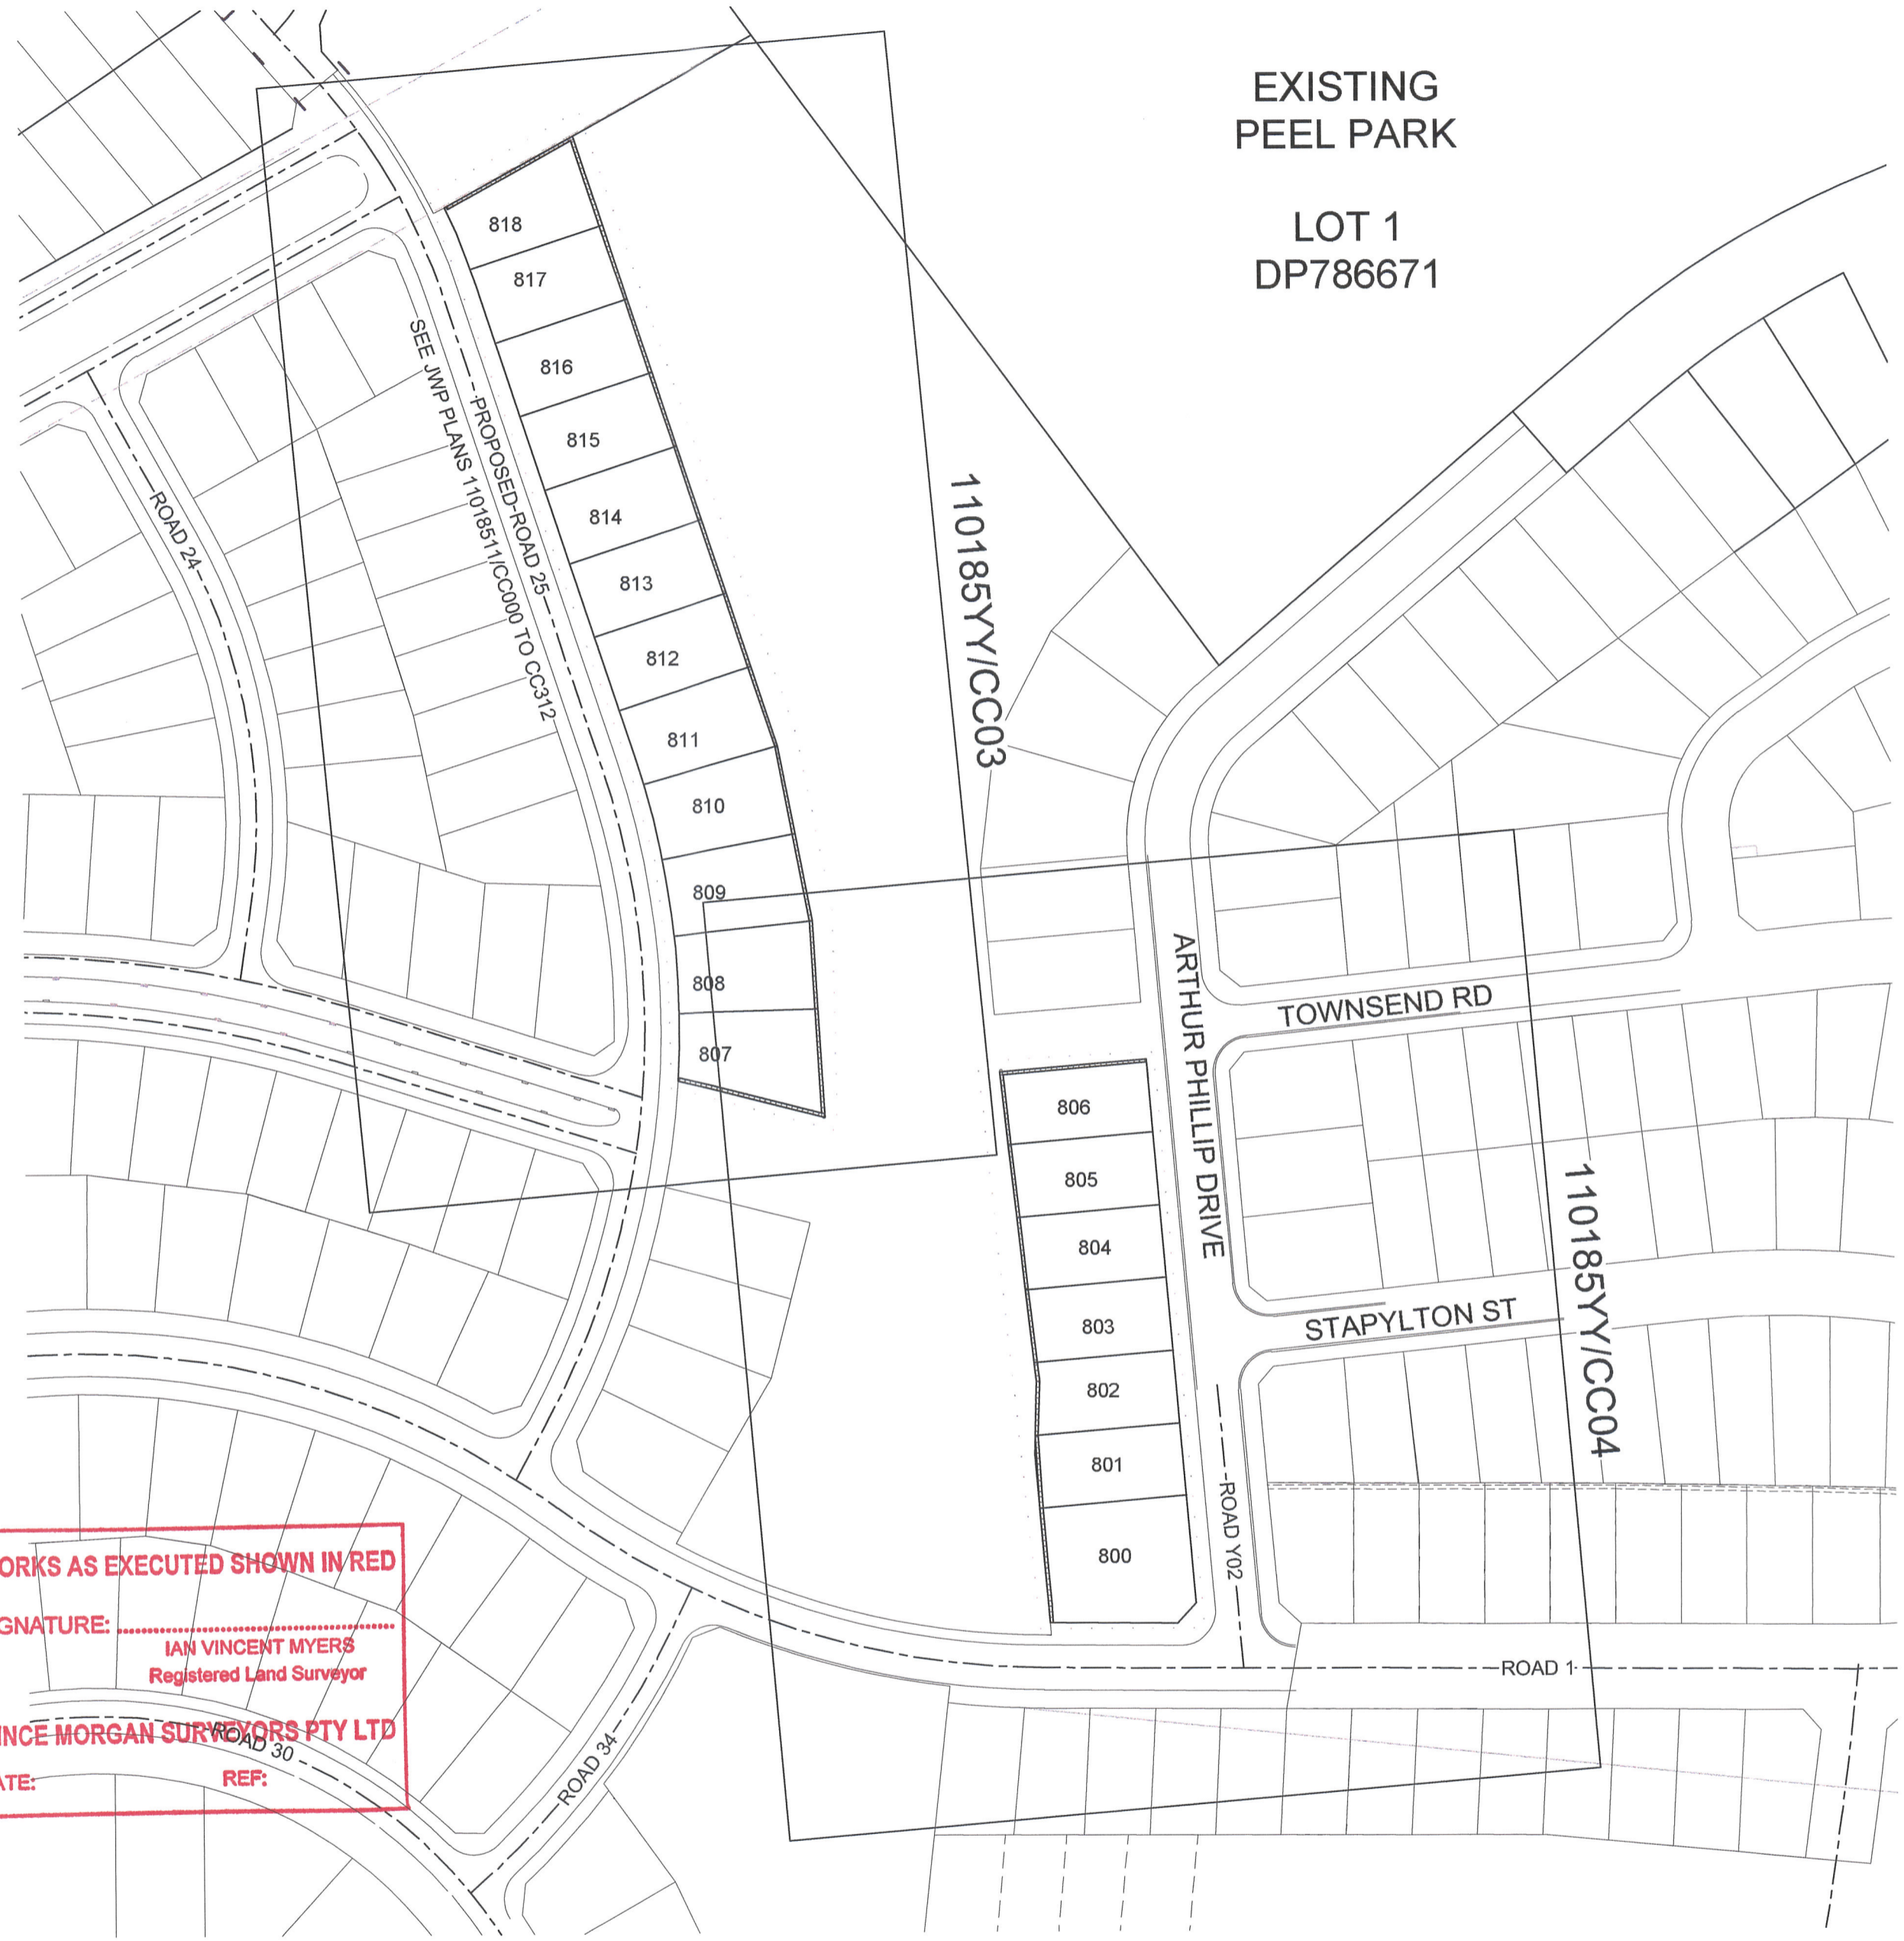 EXISTING
PEEL PARK
LOT 1
DP786671
818
817
816
815
814
813
812
811
810
809
808
807
SEE JWP PLANS 11018511/CC000 TO CC312
PROPOSED ROAD 25
ROAD 24
110185YY/CC03
ARTHUR PHILLIP DRIVE
TOWNSEND RD
806
805
804
803
802
801
800
STAPYLTON ST
110185YY/CC04
ROAD Y02
ROAD 1
ORKS AS EXECUTED SHOWN IN RED
GNATURE:
IAN VINCENT MYERS
Registered Land Surveyor
INCE MORGAN SURVEYORS PTY LTD
ATE: REF:
ROAD 30
ROAD 34